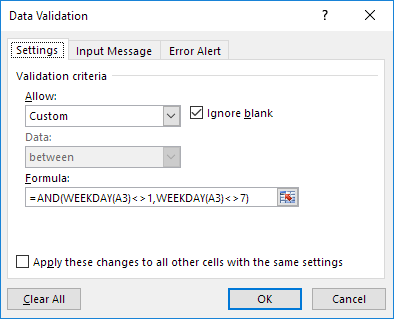 Data Validation ? ×
Settings Input Message Error Alert
Validation criteria
Allow:
Custom Ignore blank
Data:
between
Formula:
=AND(WEEKDAY(A3)<>1,WEEKDAY(A3)<>7)
Apply these changes to all other cells with the same settings
Clear All OK Cancel